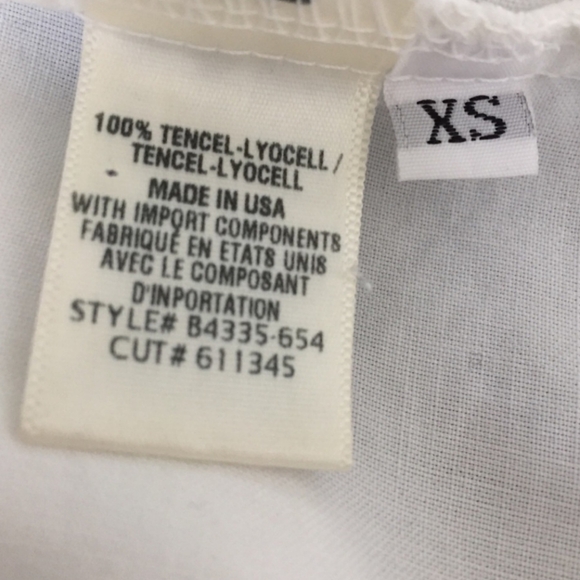 100% TENCEL-LYOCELL /
TENCEL-LYOCELL
MADE IN USA
WITH IMPORT COMPONENTS
FABRIQUÉ EN ETATS UNIS
AVEC LE COMPOSANT
D'INPORTATION
STYLE# B4335-654
CUT# 611345
XS